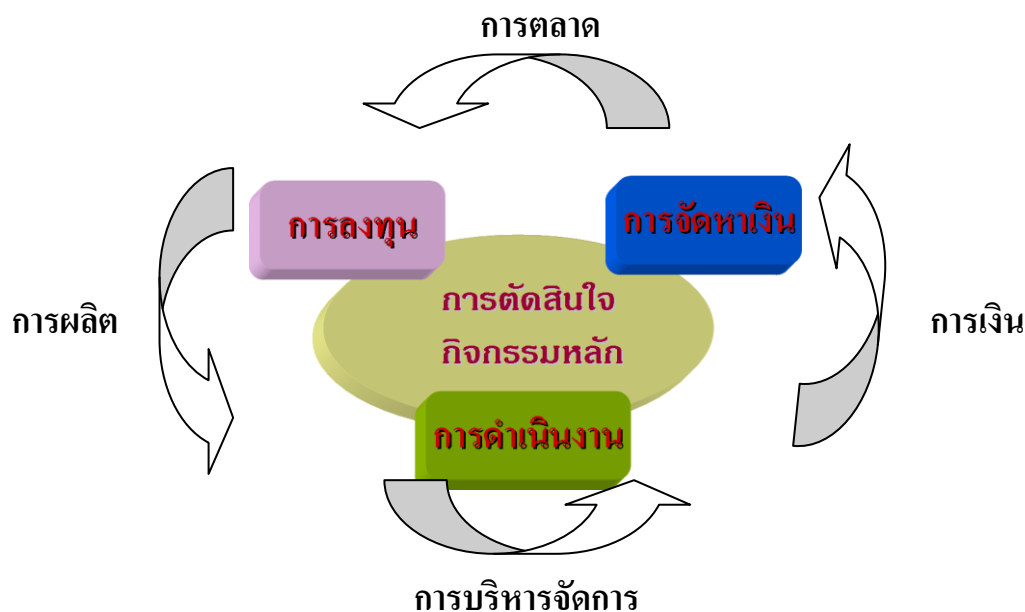 การตลาด
การลงทุน
การจัดหาเงิน
การตัดสินใจ
กิจกรรมหลัก
การผลิต
การเงิน
การดำเนินงาน
การบริหารจัดการ